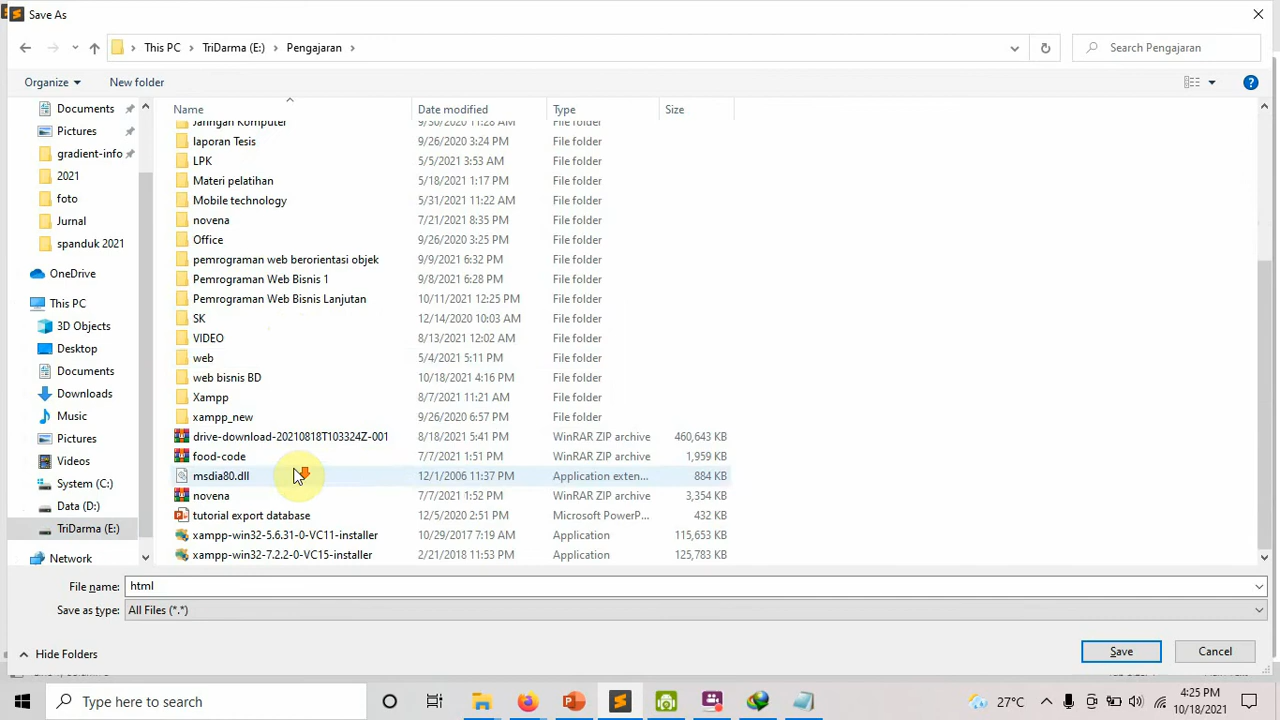 Save As
This PC > TriDarma (E:) > Pengajaran >
Search Pengajaran
Organize
New folder
Name Date modified Type Size
Documents
Pictures
gradient-info
2021
foto
Jurnal
spanduk 2021
OneDrive
This PC
3D Objects
Desktop
Documents
Downloads
Music
Pictures
Videos
System (C:)
Data (D:)
TriDarma (E:)
Network
Jaringan Komputer 9/30/2020 11:28 AM File folder
laporan Tesis 9/26/2020 3:24 PM File folder
LPK 5/5/2021 3:53 AM File folder
Materi pelatihan 5/18/2021 1:17 PM File folder
Mobile technology 5/31/2021 11:22 AM File folder
novena 7/21/2021 8:35 PM File folder
Office 9/26/2020 3:25 PM File folder
pemrograman web berorientasi objek 9/9/2021 6:32 PM File folder
Pemrograman Web Bisnis 1 9/8/2021 6:28 PM File folder
Pemrograman Web Bisnis Lanjutan 10/11/2021 12:25 PM File folder
SK 12/14/2020 10:03 AM File folder
VIDEO 8/13/2021 12:02 AM File folder
web 5/4/2021 5:11 PM File folder
web bisnis BD 10/18/2021 4:16 PM File folder
Xampp 8/7/2021 11:21 AM File folder
xampp_new 9/26/2020 6:57 PM File folder
drive-download-20210818T103324Z-001 8/18/2021 5:41 PM WinRAR ZIP archive 460,643 KB
food-code 7/7/2021 1:51 PM WinRAR ZIP archive 1,959 KB
msdia80.dll 12/1/2006 11:37 PM Application exten... 884 KB
novena 7/7/2021 1:52 PM WinRAR ZIP archive 3,354 KB
tutorial export database 12/5/2020 2:51 PM Microsoft PowerP... 432 KB
xampp-win32-5.6.31-0-VC11-installer 10/29/2017 7:19 AM Application 115,653 KB
xampp-win32-7.2.2-0-VC15-installer 2/21/2018 11:53 PM Application 125,783 KB
File name: html
Save as type: All Files (*.*)
Hide Folders
Save
Cancel
Type here to search
27°C
4:25 PM
10/18/2021